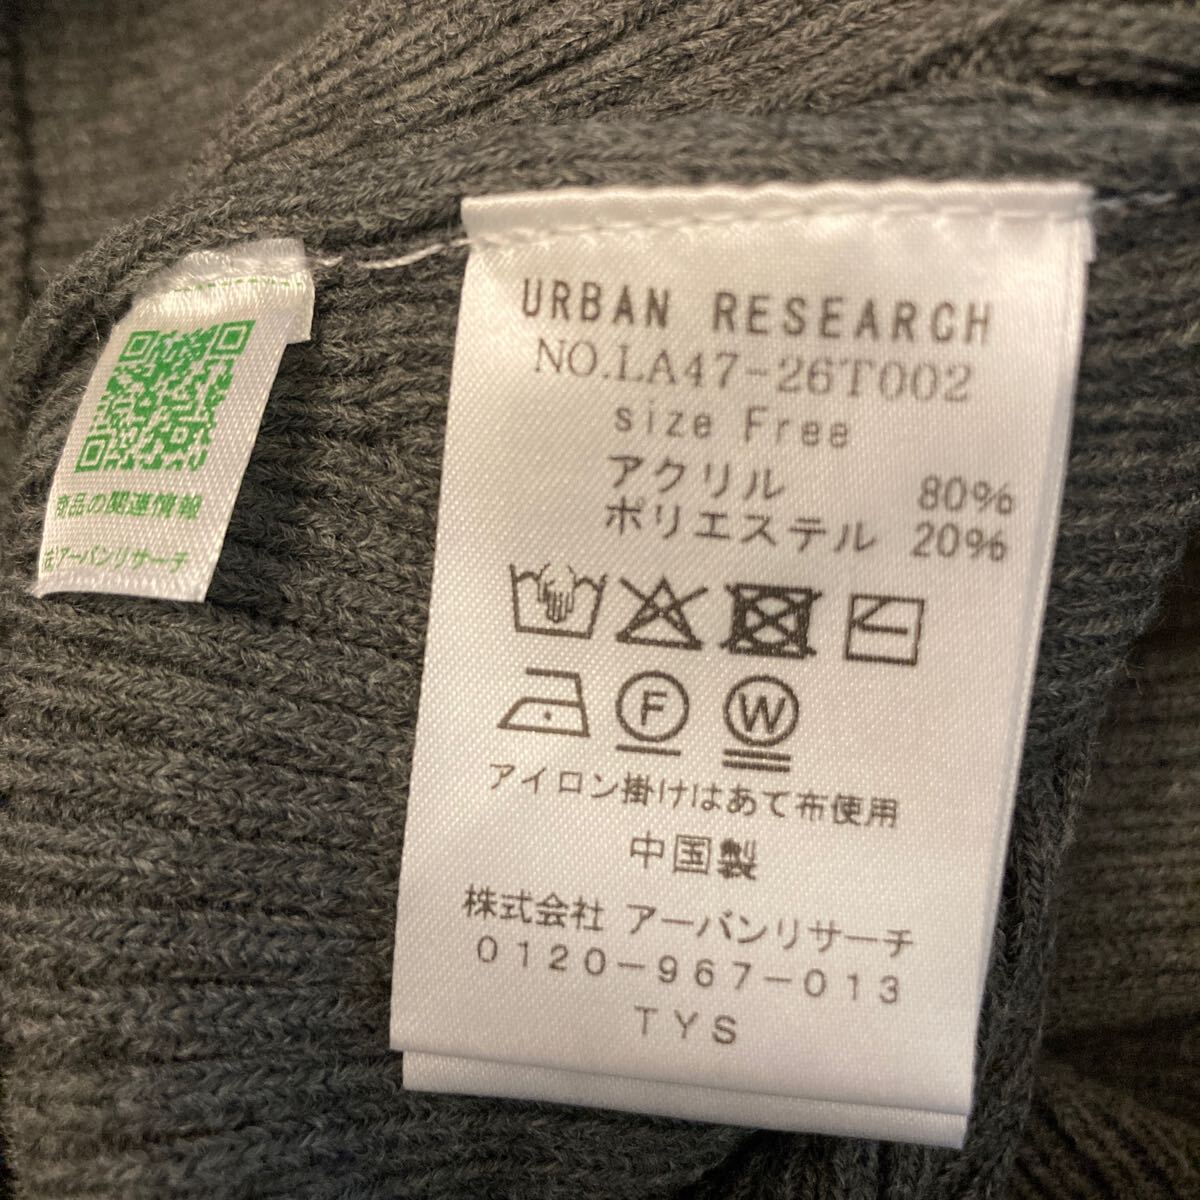 商品の関連情報
㈱アーバンリサーチ
URBAN RESEARCH
NO.LA47-26T002
size Free
アクリル 80%
ポリエステル 20%
F W
アイロン掛けはあて布使用
中国製
株式会社 アーバンリサーチ
0120-967-013
TYS